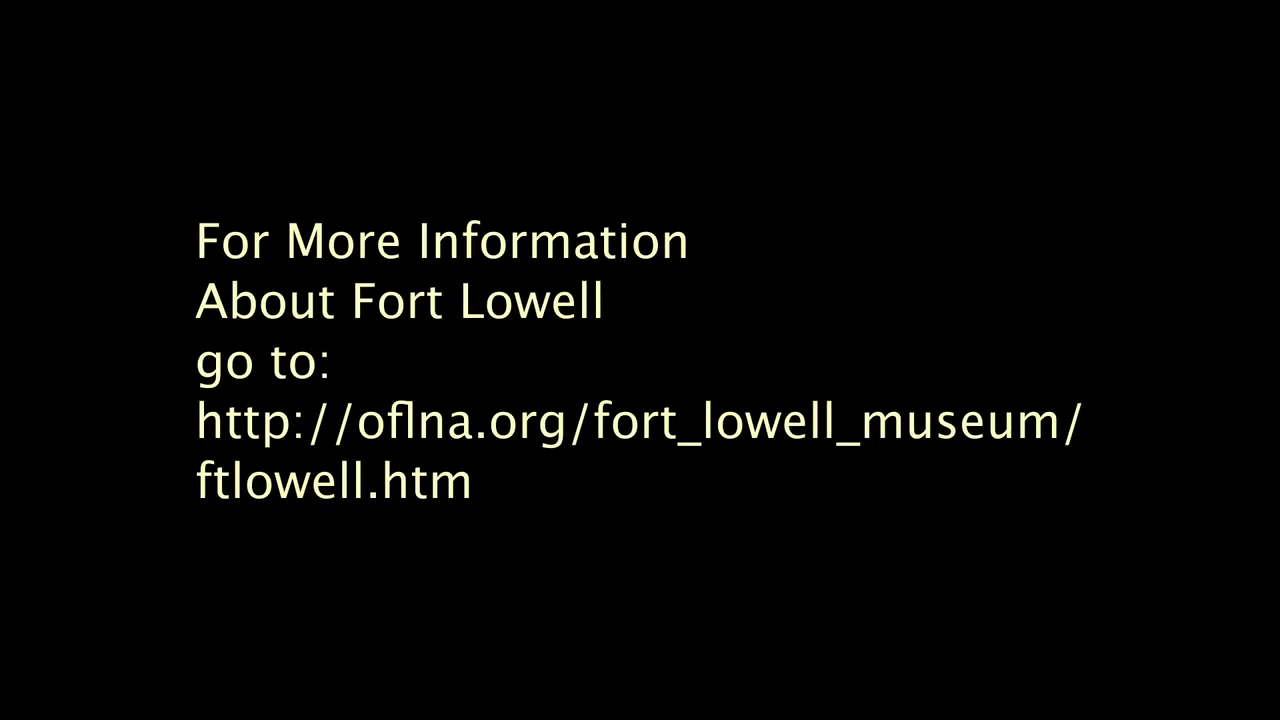 For More Information
About Fort Lowell
go to:
http://oflna.org/fort_lowell_museum/
ftlowell.htm